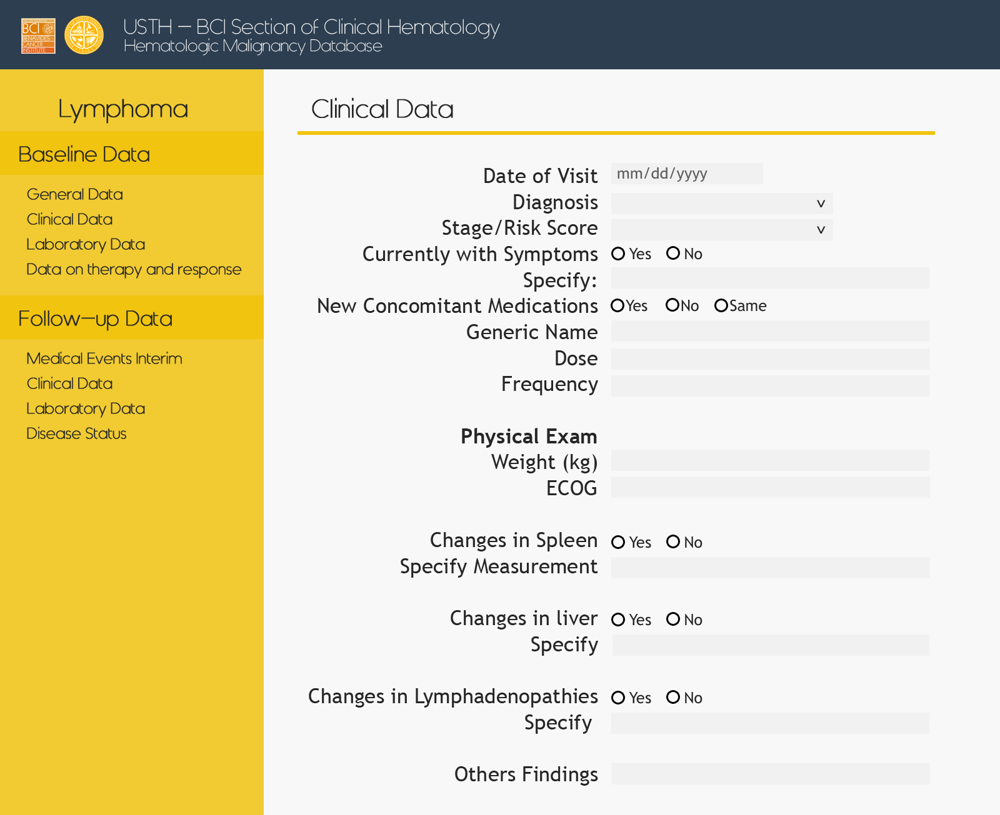 BCI
BENAVIDES
CANCER
INSTITUTE
USTH – BCI Section of Clinical Hematology
Hematologic Malignancy Database
Lymphoma
Baseline Data
General Data
Clinical Data
Laboratory Data
Data on therapy and response
Follow-up Data
Medical Events Interim
Clinical Data
Laboratory Data
Disease Status
Clinical Data
Date of Visit mm/dd/yyyy
Diagnosis v
Stage/Risk Score v
Currently with Symptoms Yes No
Specify:
New Concomitant Medications Yes No Same
Generic Name
Dose
Frequency
Physical Exam
Weight (kg)
ECOG
Changes in Spleen Yes No
Specify Measurement
Changes in liver Yes No
Specify
Changes in Lymphadenopathies Yes No
Specify
Others Findings